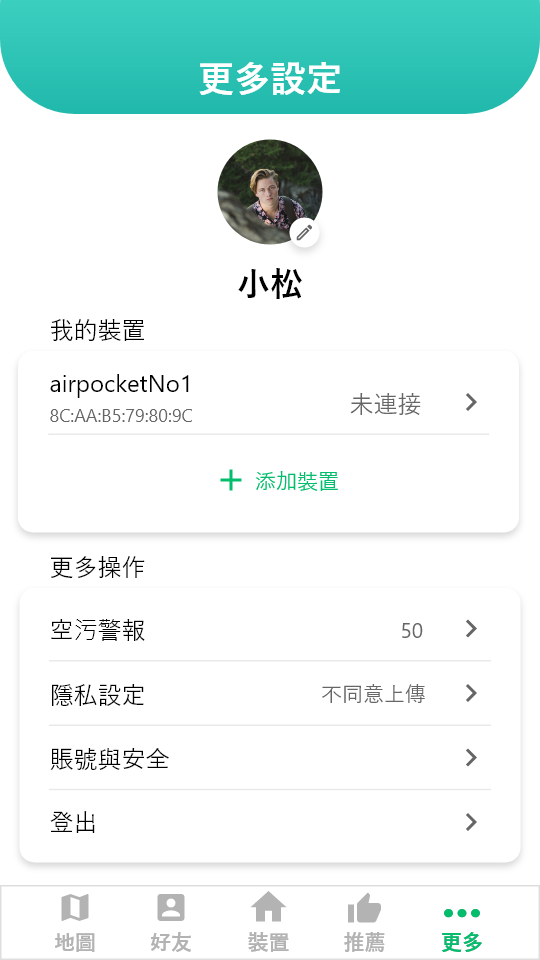 更多設定
小松
我的裝置
airpocketNo1
8C:AA:B5:79:80:9C
未連接
添加裝置
更多操作
空污警報 50
隱私設定 不同意上傳
賬號與安全
登出
地圖 好友 裝置 推薦 更多